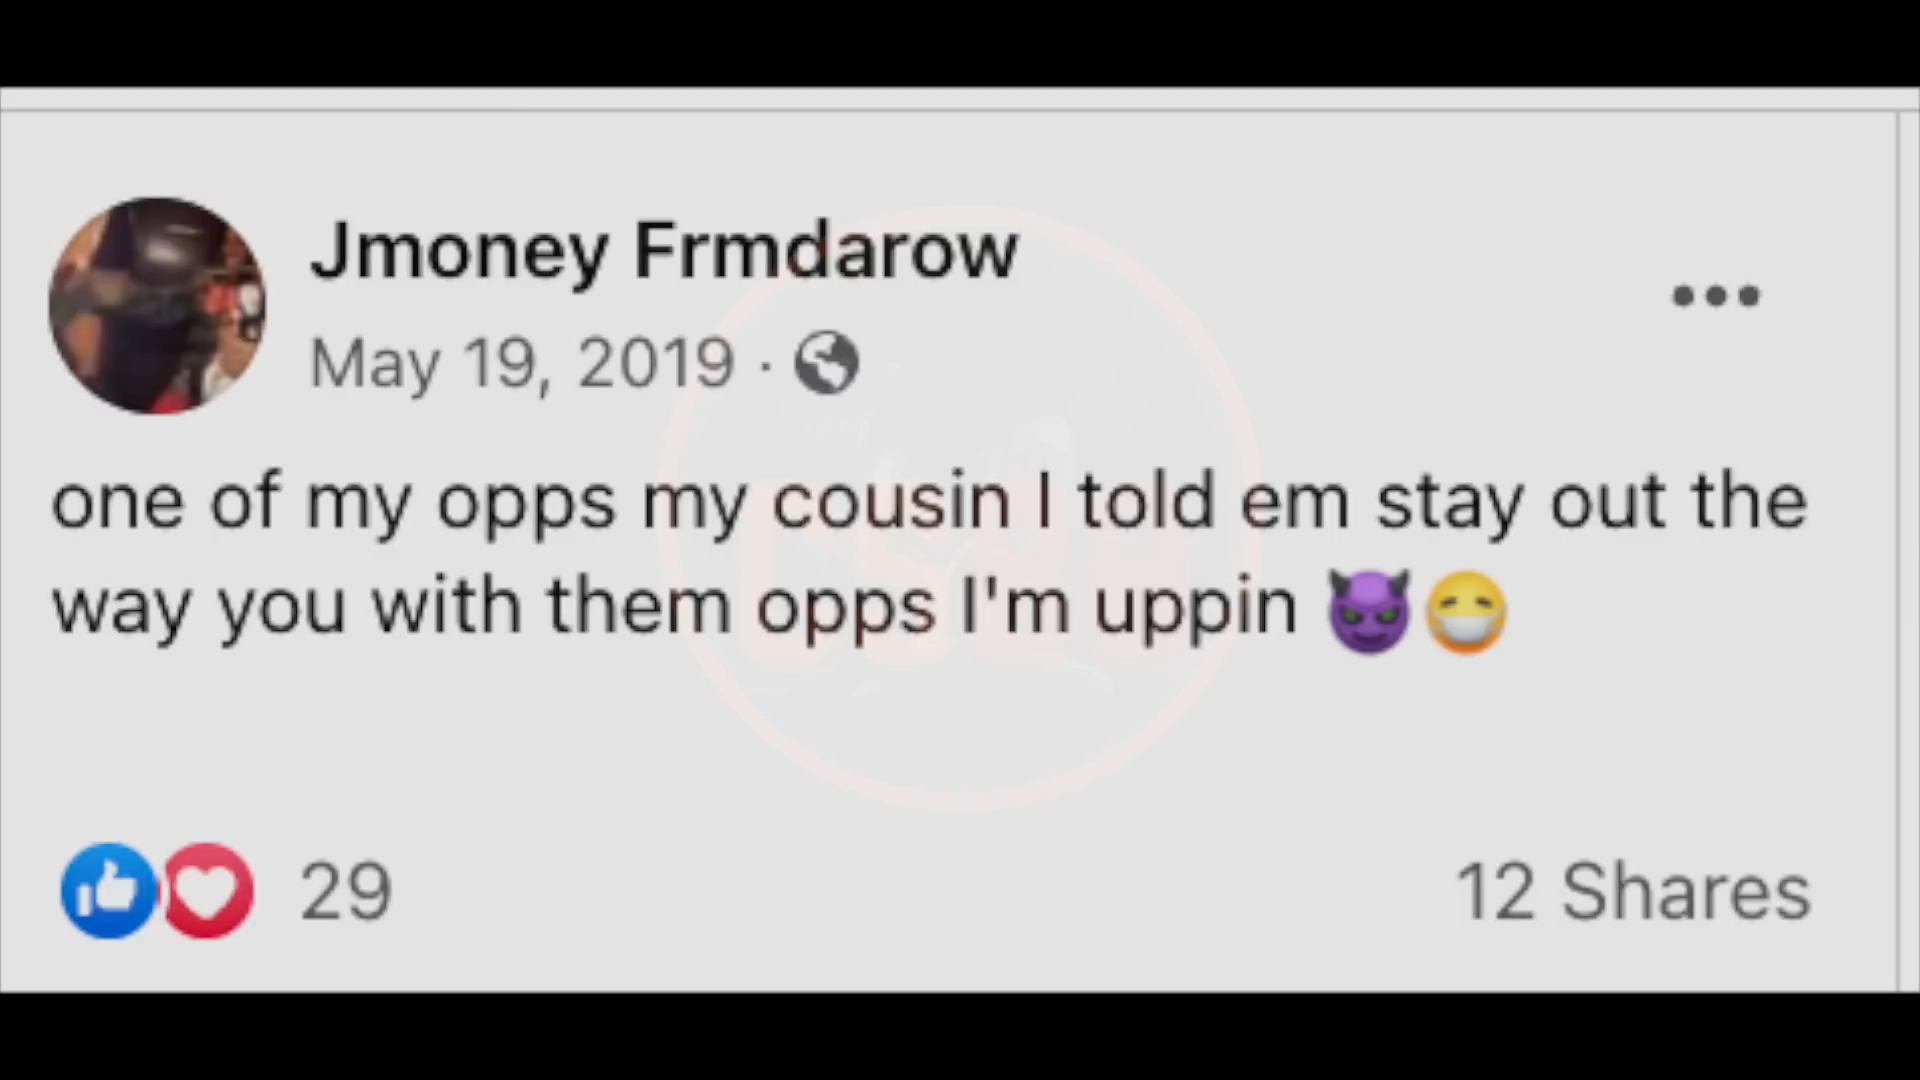 Jmoney Frmdarow
May 19, 2019 ·
one of my opps my cousin I told em stay out the
way you with them opps I'm uppin 😈😷
29
12 Shares